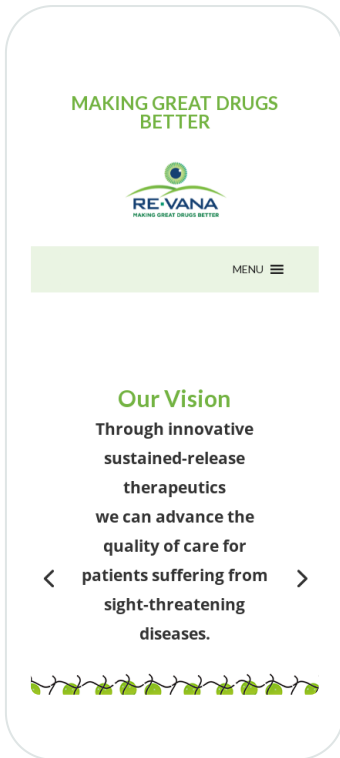 MAKING GREAT DRUGS
BETTER
RE·VANA
MAKING GREAT DRUGS BETTER
MENU
Our Vision
Through innovative
sustained-release
therapeutics
we can advance the
quality of care for
patients suffering from
sight-threatening
diseases.